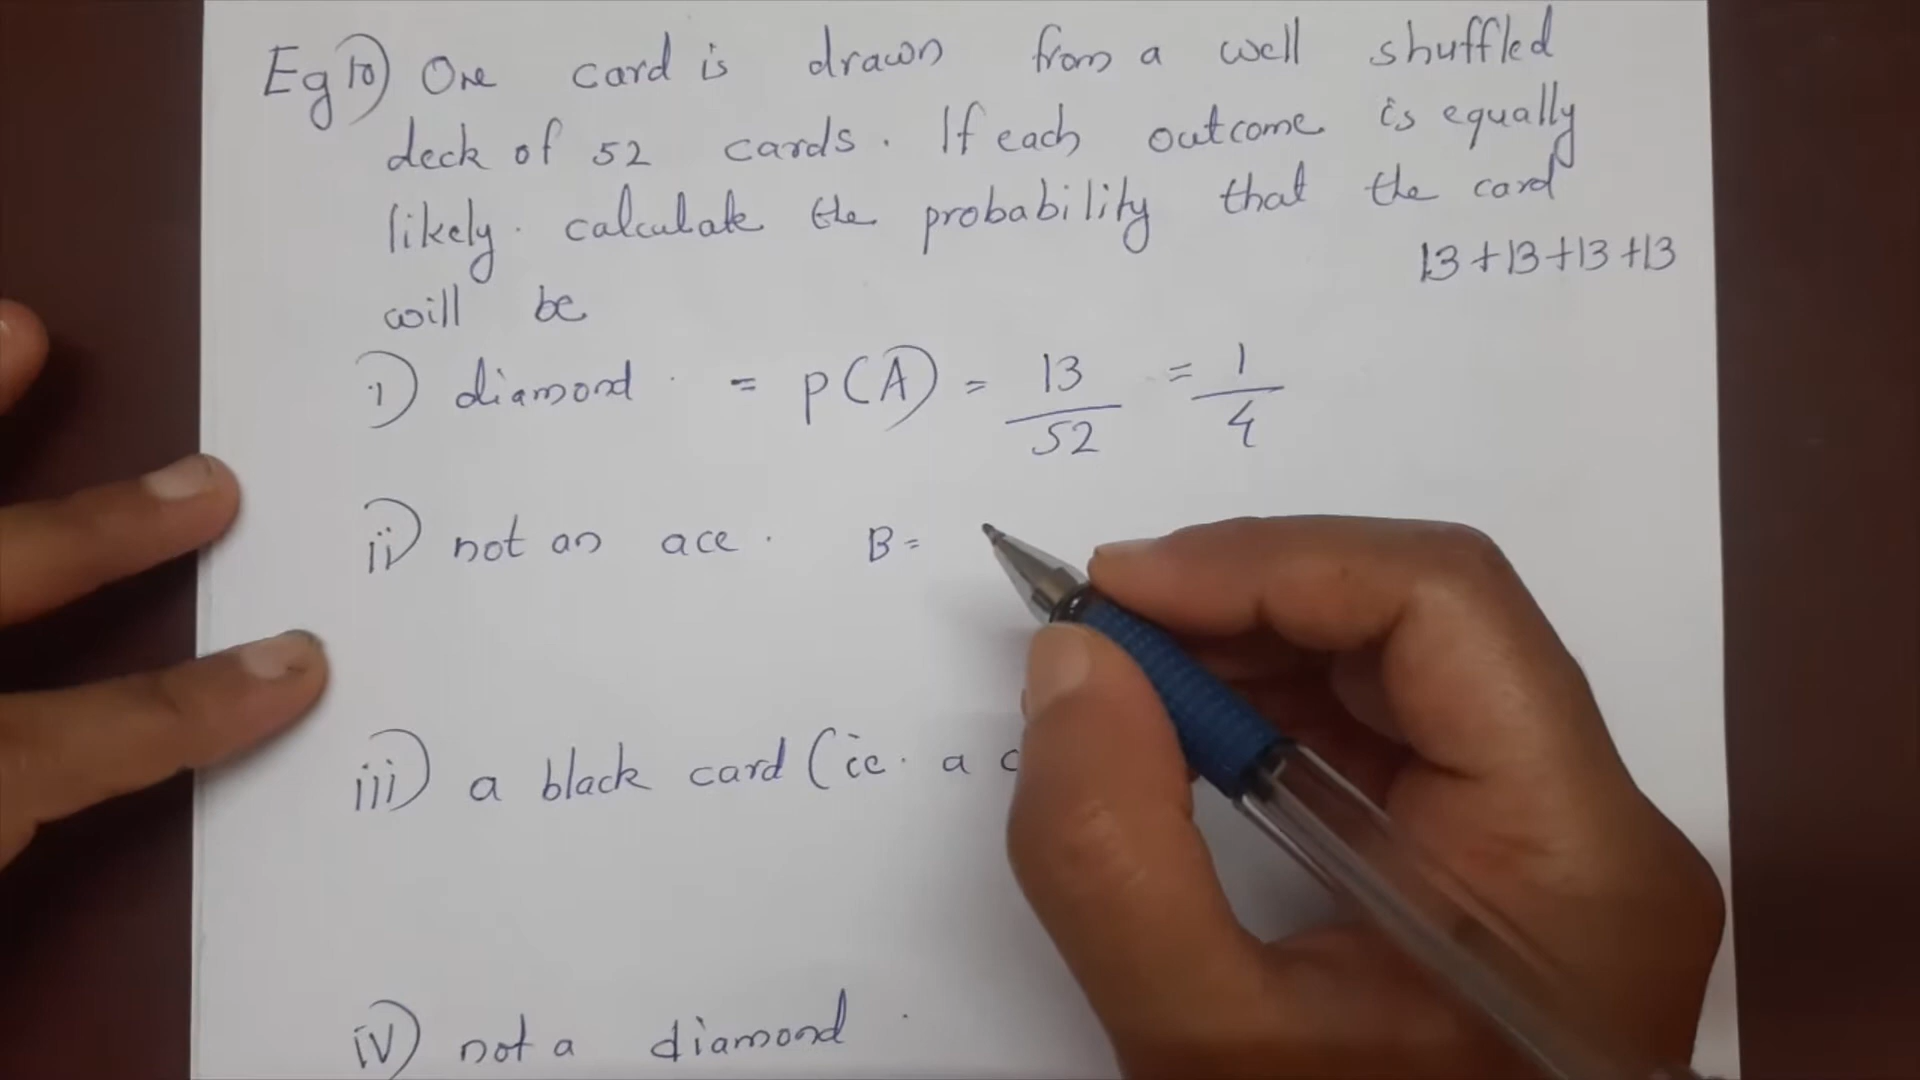 Eg 10) One card is drawn from a well shuffled
deck of 52 cards. If each outcome is equally
likely. calculate the probability that the card
13+13+13+13
will be
i) diamond. = P(A) = 13/52 = 1/4
ii) not an ace. B =
iii) a black card (ie. a
iv) not a diamond.